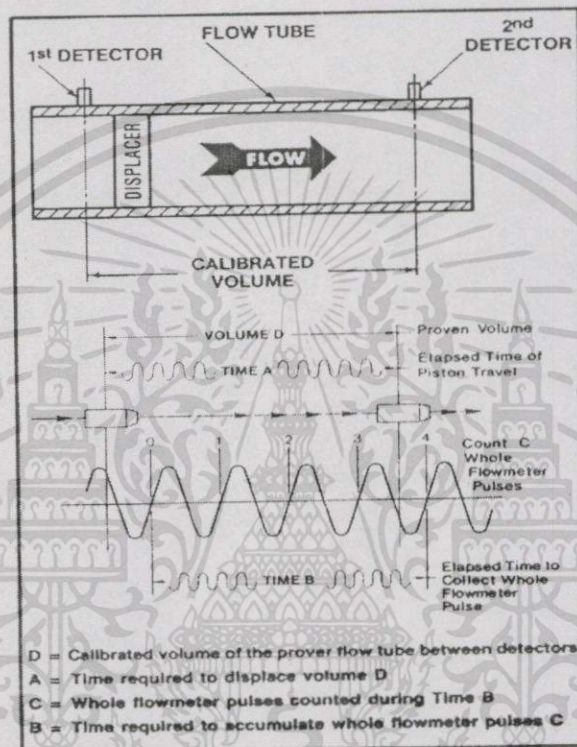 FLOW TUBE
2nd
DETECTOR
1st DETECTOR
DISPLACER
FLOW
CALIBRATED
VOLUME
VOLUME D
Proven Volume
TIME A
Elapsed Time of
Piston Travel
0 1 2 3 4
Count C
Whole
Flowmeter
Pulses
TIME B
Elapsed Time to
Collect Whole
Flowmeter
Pulse
D = Calibrated volume of the prover flow tube between detectors
A = Time required to displace volume D
C = Whole flowmeter pulses counted during Time B
B = Time required to accumulate whole flowmeter pulses C